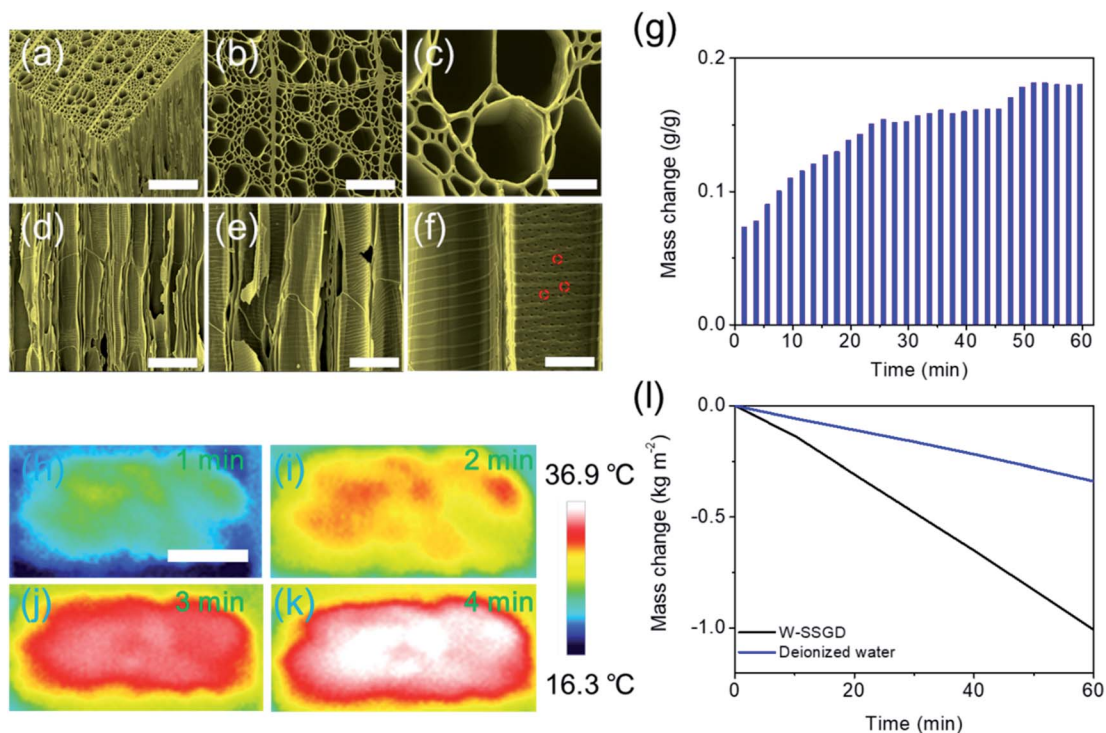 (a)
(b)
(c)
(d)
(e)
(f)
(g)
Mass change (g/g)
0.2
0.1
0.0
0
10
20
30
40
50
60
Time (min)
(h)
1 min
(i)
2 min
(j)
3 min
(k)
4 min
36.9 ℃
16.3 ℃
(l)
Mass change (kg m⁻²)
0.0
-0.5
-1.0
W-SSGD
Deionized water
0
20
40
60
Time (min)